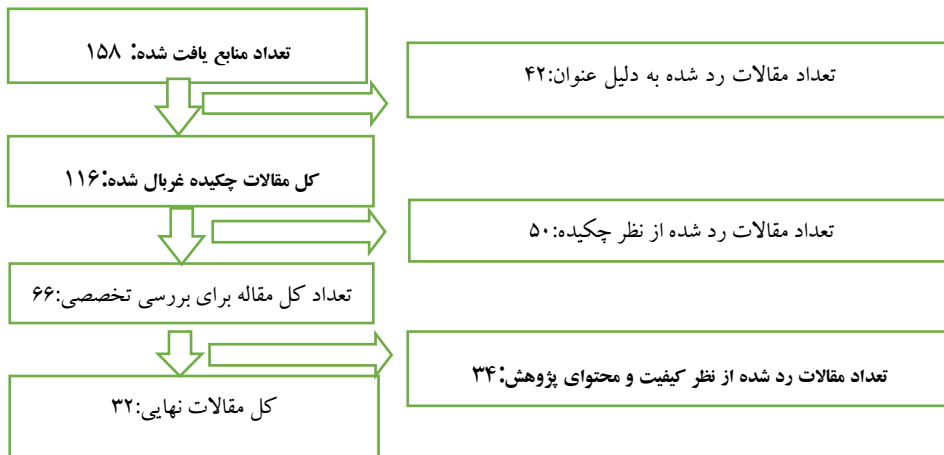 تعداد منابع یافت شده: ۱۵۸
تعداد مقالات رد شده به دلیل عنوان:۴۲
کل مقالات چکیده غربال شده:۱۱۶
تعداد مقالات رد شده از نظر چکیده:۵۰
تعداد کل مقاله برای بررسی تخصصی:۶۶
تعداد مقالات رد شده از نظر کیفیت و محتوای پژوهش:۳۴
کل مقالات نهایی:۳۲